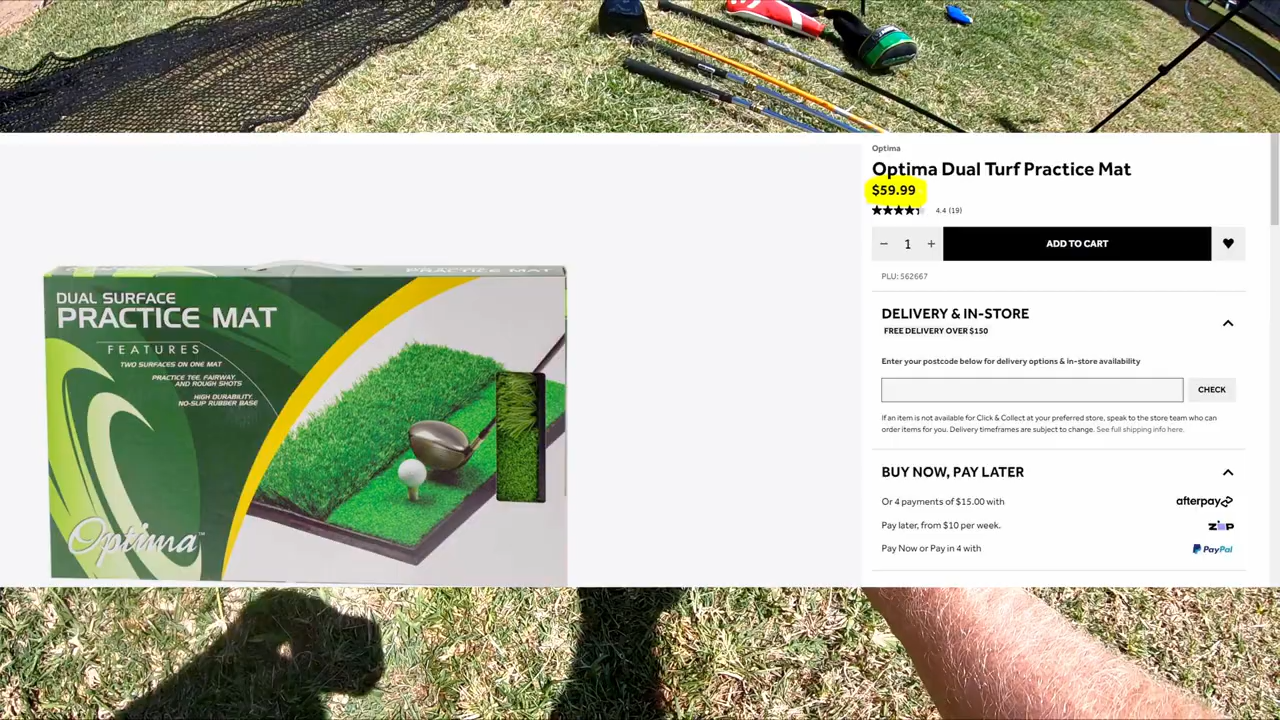 Optima
Optima Dual Turf Practice Mat
$59.99
4.4 (19)
− 1 +
ADD TO CART
PLU: 562667
DELIVERY & IN-STORE
FREE DELIVERY OVER $150
Enter your postcode below for delivery options & in-store availability
CHECK
If an item is not available for Click & Collect at your preferred store, speak to the store team who can
order items for you. Delivery timeframes are subject to change. See full shipping info here.
BUY NOW, PAY LATER
Or 4 payments of $15.00 with
afterpay
Pay later, from $10 per week.
ZIP
Pay Now or Pay in 4 with
PayPal
PRACTICE MAT
DUAL SURFACE
PRACTICE MAT
FEATURES
TWO SURFACES ON ONE MAT
PRACTICE TEE, FAIRWAY,
AND ROUGH SHOTS
HIGH DURABILITY,
NO-SLIP RUBBER BASE
Optima™